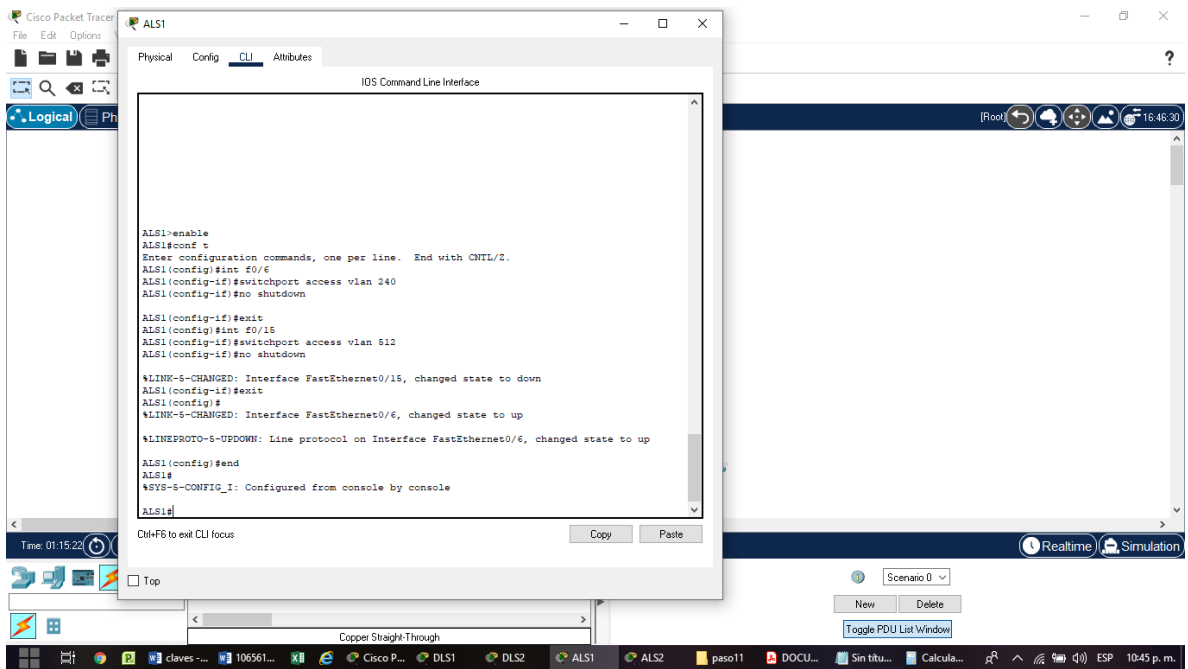 Cisco Packet Tracer
File Edit Options
ALS1
Physical Config CLI Attributes
IOS Command Line Interface
Logical
Ph
[Root]
16:46:30
ALS1>enable
ALS1#conf t
Enter configuration commands, one per line. End with CNTL/Z.
ALS1(config)#int f0/6
ALS1(config-if)#switchport access vlan 240
ALS1(config-if)#no shutdown
ALS1(config-if)#exit
ALS1(config)#int f0/15
ALS1(config-if)#switchport access vlan 512
ALS1(config-if)#no shutdown
%LINK-5-CHANGED: Interface FastEthernet0/15, changed state to down
ALS1(config-if)#exit
ALS1(config)#
%LINK-5-CHANGED: Interface FastEthernet0/6, changed state to up
%LINEPROTO-5-UPDOWN: Line protocol on Interface FastEthernet0/6, changed state to up
ALS1(config)#end
ALS1#
%SYS-5-CONFIG_I: Configured from console by console
ALS1#
Ctrl+F6 to exit CLI focus
Copy Paste
Time: 01:15:22
Realtime
Simulation
Top
Scenario 0
New Delete
Toggle PDU List Window
Copper Straight-Through
claves -... 106561... Cisco P... DLS1 DLS2 ALS1 ALS2 paso11 DOCU... Sin títu... Calcula... ESP 10:45 p. m.